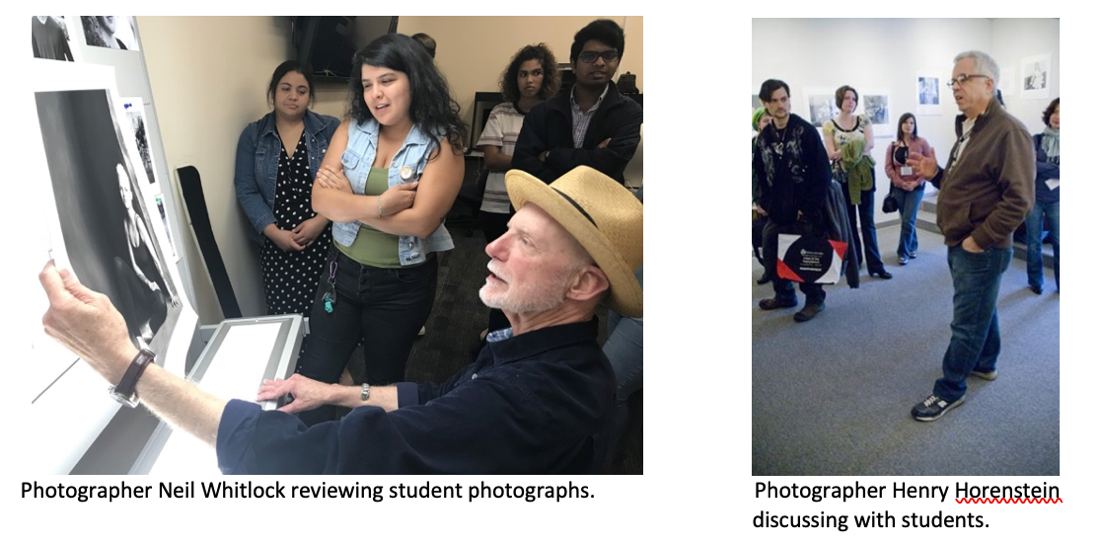 Photographer Neil Whitlock reviewing student photographs.
Photographer Henry Horenstein
discussing with students.